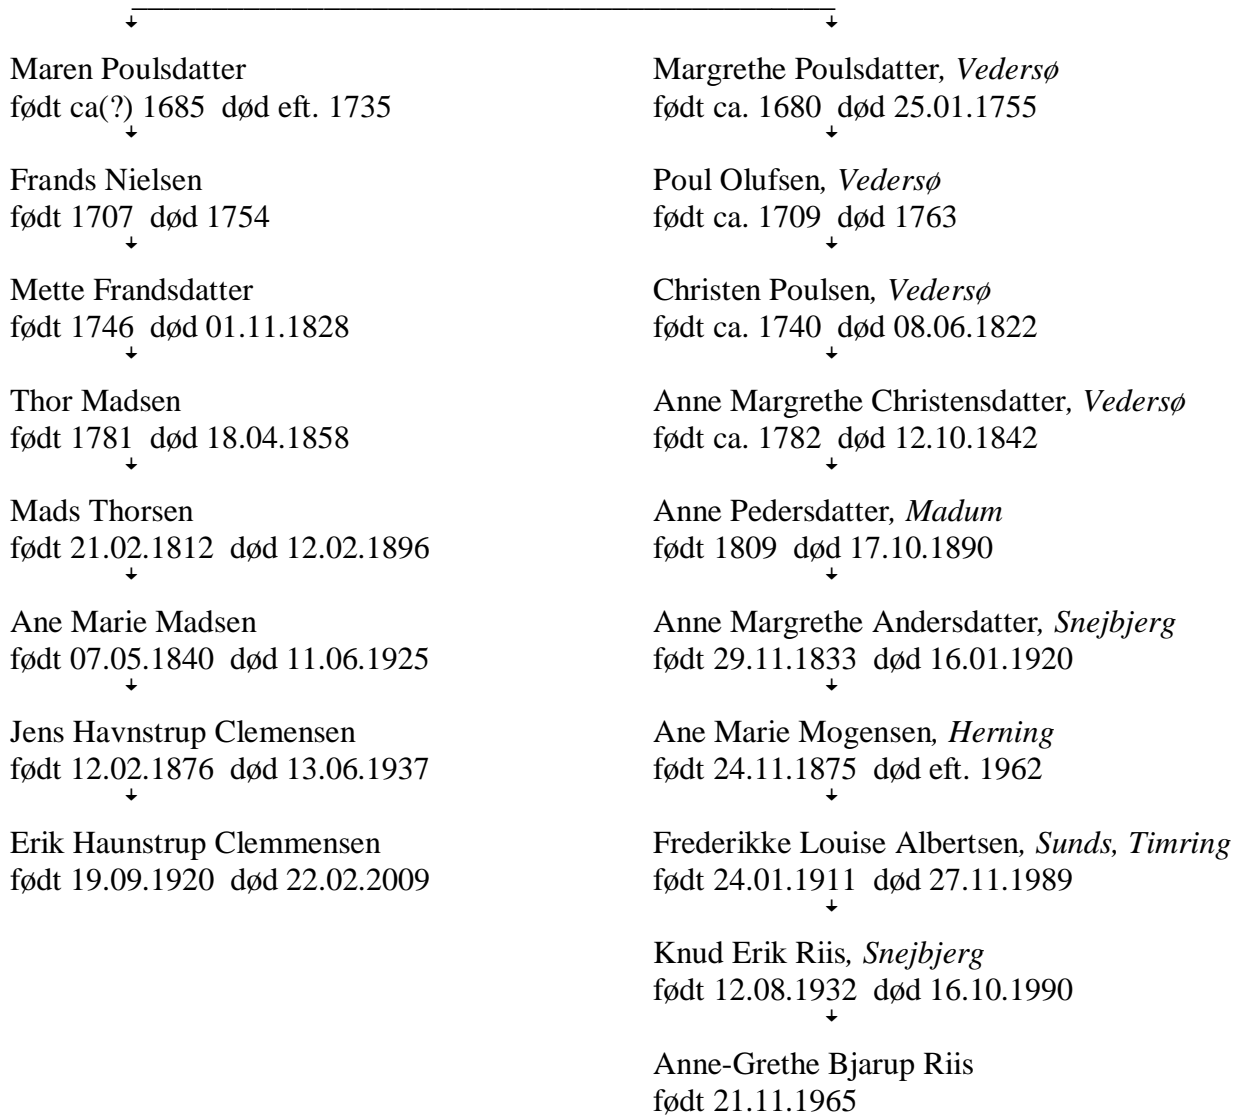 Maren Poulsdatter
født ca(?) 1685 død eft. 1735
Frands Nielsen
født 1707 død 1754
Mette Frandsdatter
født 1746 død 01.11.1828
Thor Madsen
født 1781 død 18.04.1858
Mads Thorsen
født 21.02.1812 død 12.02.1896
Ane Marie Madsen
født 07.05.1840 død 11.06.1925
Jens Havnstrup Clemensen
født 12.02.1876 død 13.06.1937
Erik Haunstrup Clemmensen
født 19.09.1920 død 22.02.2009
Margrethe Poulsdatter, Vedersø
født ca. 1680 død 25.01.1755
Poul Olufsen, Vedersø
født ca. 1709 død 1763
Christen Poulsen, Vedersø
født ca. 1740 død 08.06.1822
Anne Margrethe Christensdatter, Vedersø
født ca. 1782 død 12.10.1842
Anne Pedersdatter, Madum
født 1809 død 17.10.1890
Anne Margrethe Andersdatter, Snejbjerg
født 29.11.1833 død 16.01.1920
Ane Marie Mogensen, Herning
født 24.11.1875 død eft. 1962
Frederikke Louise Albertsen, Sunds, Timring
født 24.01.1911 død 27.11.1989
Knud Erik Riis, Snejbjerg
født 12.08.1932 død 16.10.1990
Anne-Grethe Bjarup Riis
født 21.11.1965